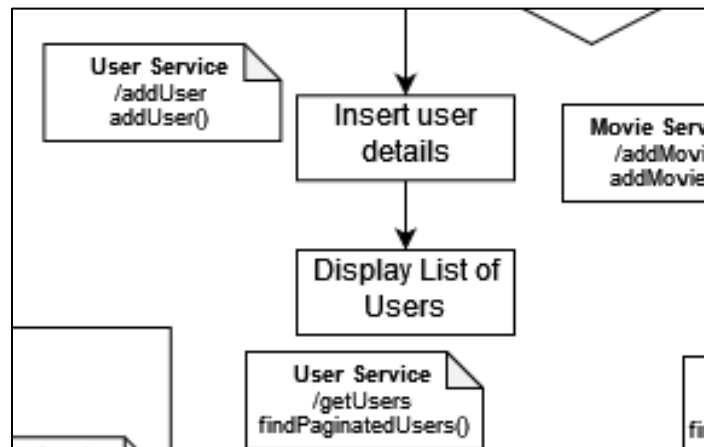 User Service
/addUser
addUser()
Insert user
details
Movie Serv
/addMovi
addMovie
Display List of
Users
User Service
/getUsers
findPaginatedUsers()